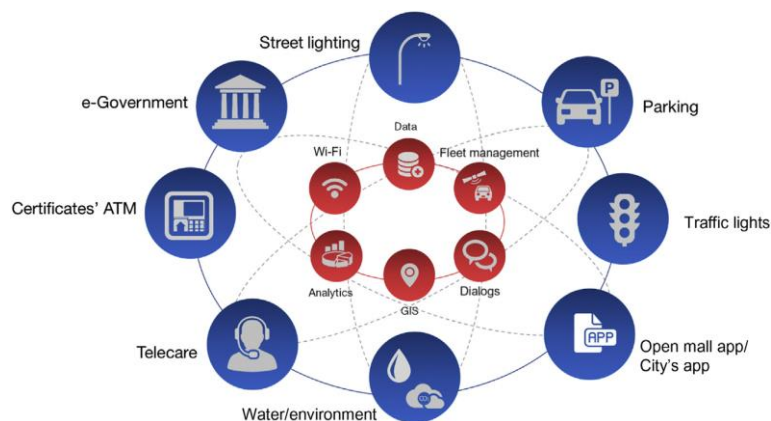 Street lighting
e-Government
P
Parking
Data
Wi-Fi
Fleet management
Certificates' ATM
Traffic lights
Analytics
GIS
Dialogs
APP
Telecare
Open mall app/
City's app
Water/environment